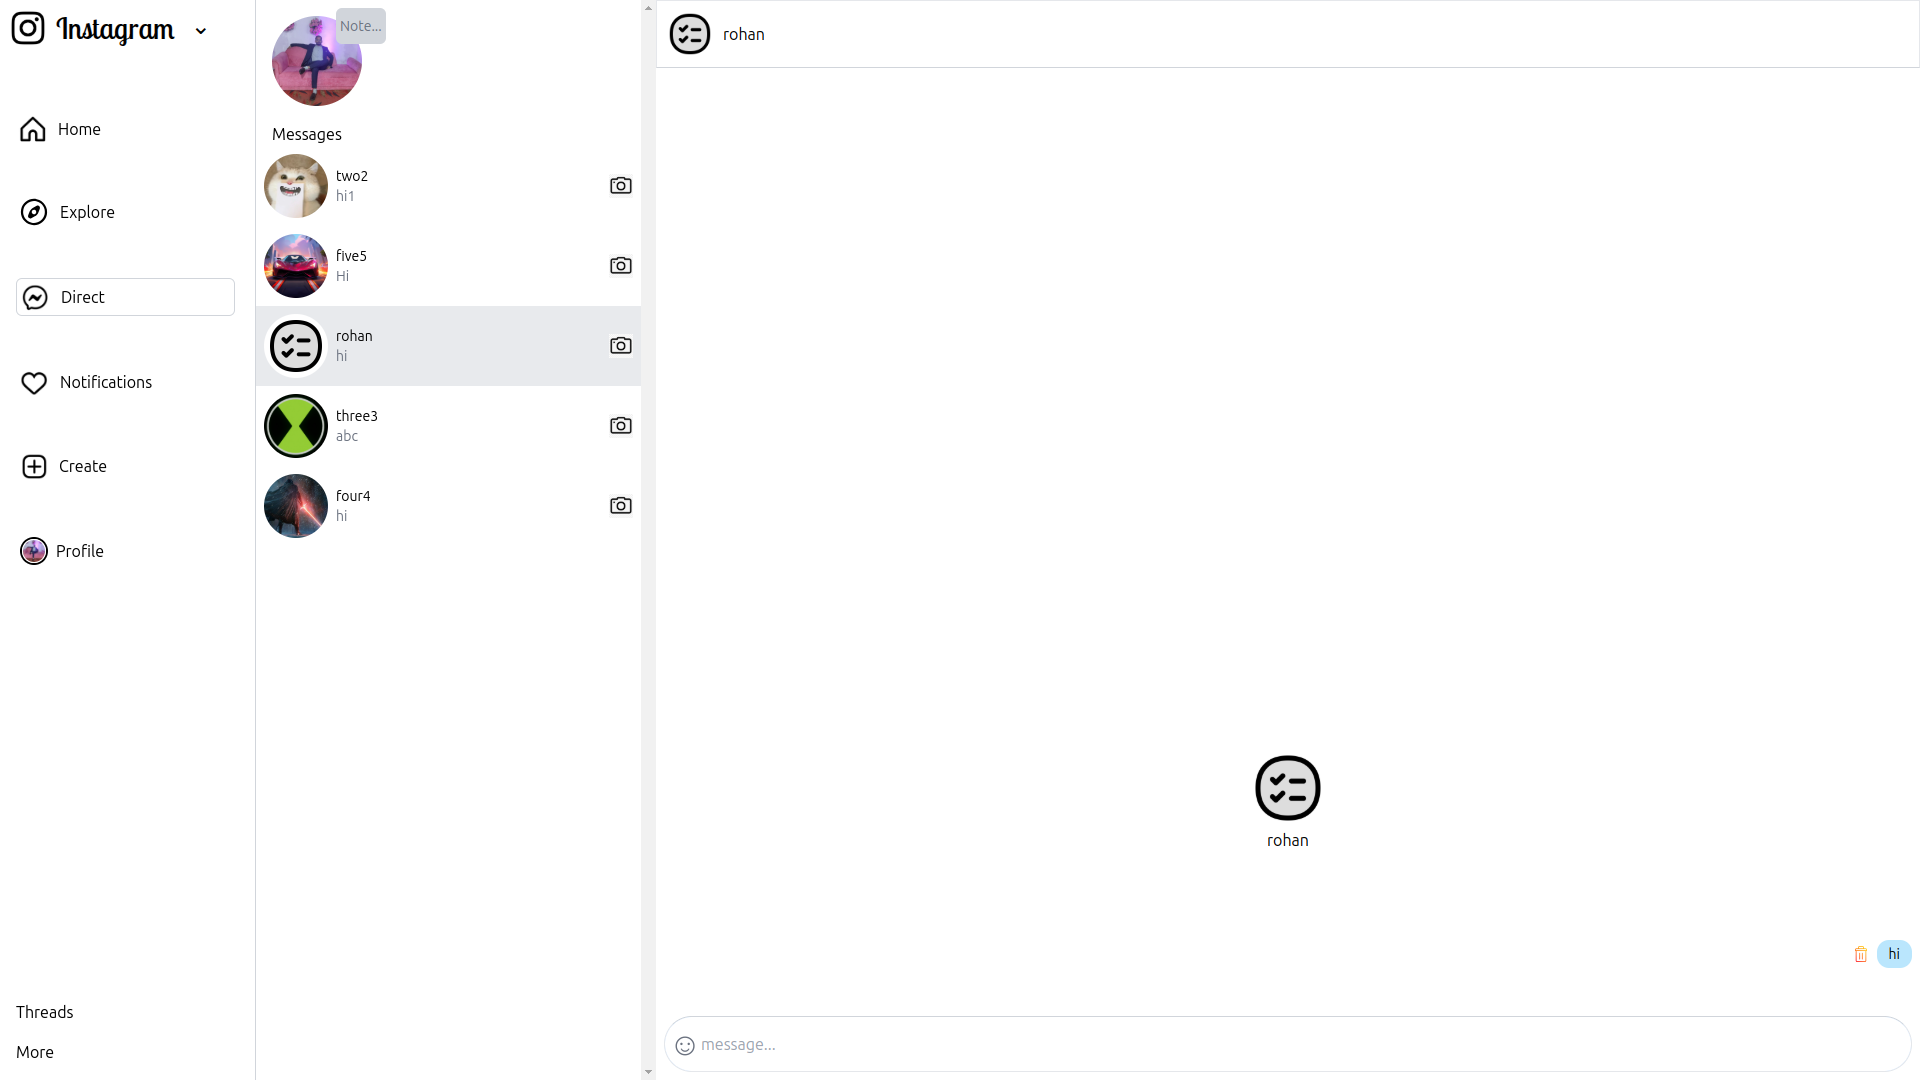 Instagram
Home
Explore
Direct
Notifications
Create
Profile
Threads
More
Note...
Messages
two2
hi1
five5
Hi
rohan
hi
three3
abc
four4
hi
rohan
rohan
hi
message...